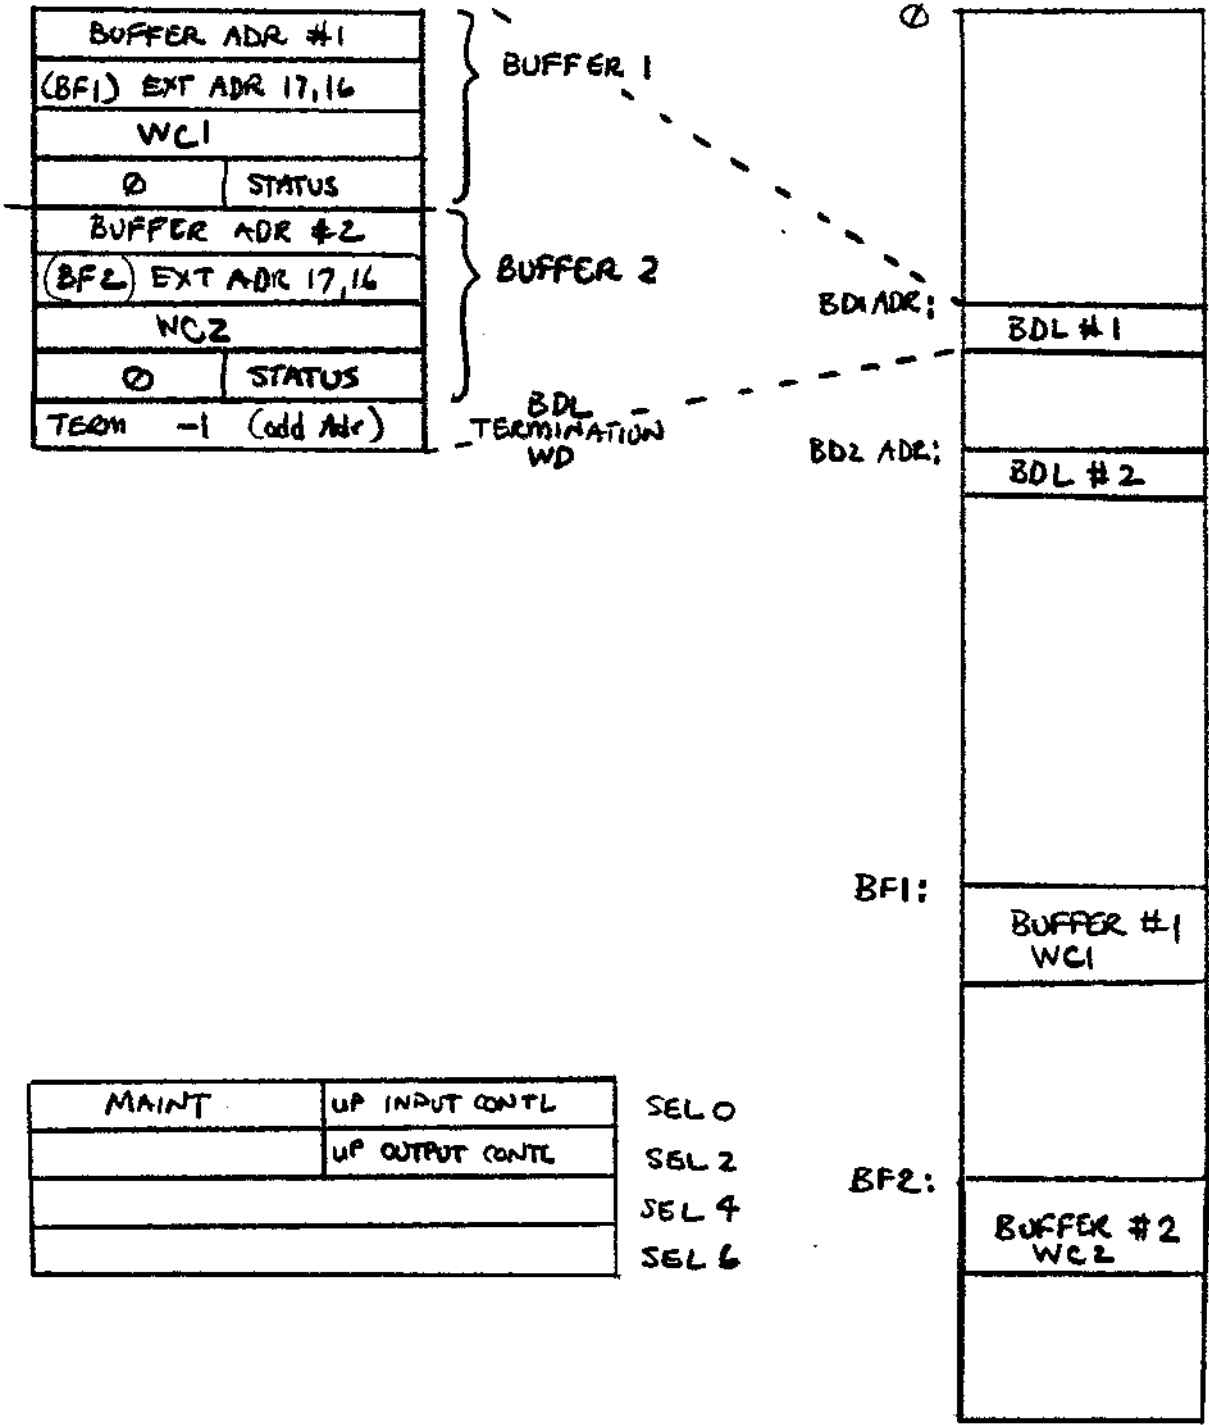 BUFFER ADR #1
(BF1) EXT ADR 17,16
WC1
Ø STATUS
BUFFER 1
BUFFER ADR #2
(BF2) EXT ADR 17,16
WC2
Ø STATUS
BUFFER 2
TERM -1 (odd Adr)
BDL
TERMINATION
WD
Ø
BD1 ADR:
BDL #1
BD2 ADR:
BDL #2
BF1:
BUFFER #1
WC1
BF2:
BUFFER #2
WC2
MAINT UP INPUT CONTL SEL 0
UP OUTPUT CONTL SEL 2
SEL 4
SEL 6